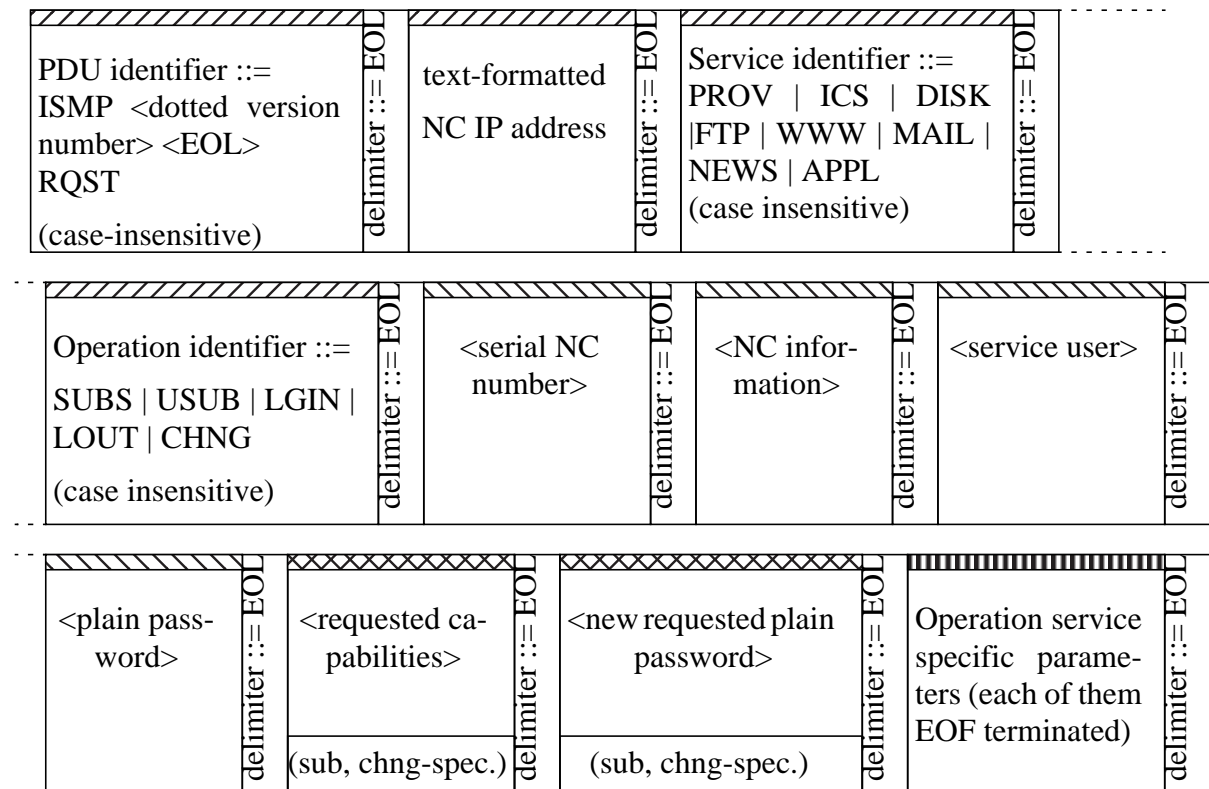 PDU identifier ::=
ISMP <dotted version
number> <EOL>
RQST
(case-insensitive)
delimiter ::= EOL
text-formatted
NC IP address
delimiter ::= EOL
Service identifier ::=
PROV | ICS | DISK
|FTP | WWW | MAIL |
NEWS | APPL
(case insensitive)
delimiter ::= EOL
Operation identifier ::=
SUBS | USUB | LGIN |
LOUT | CHNG
(case insensitive)
delimiter ::= EOL
<serial NC
number>
delimiter ::= EOL
<NC infor-
mation>
delimiter ::= EOL
<service user>
delimiter ::= EOL
<plain pass-
word>
delimiter ::= EOL
<requested ca-
pabilities>
(sub, chng-spec.)
delimiter ::= EOL
<new requested plain
password>
(sub, chng-spec.)
delimiter ::= EOL
Operation service
specific parame-
ters (each of them
EOF terminated)
delimiter ::= EOL